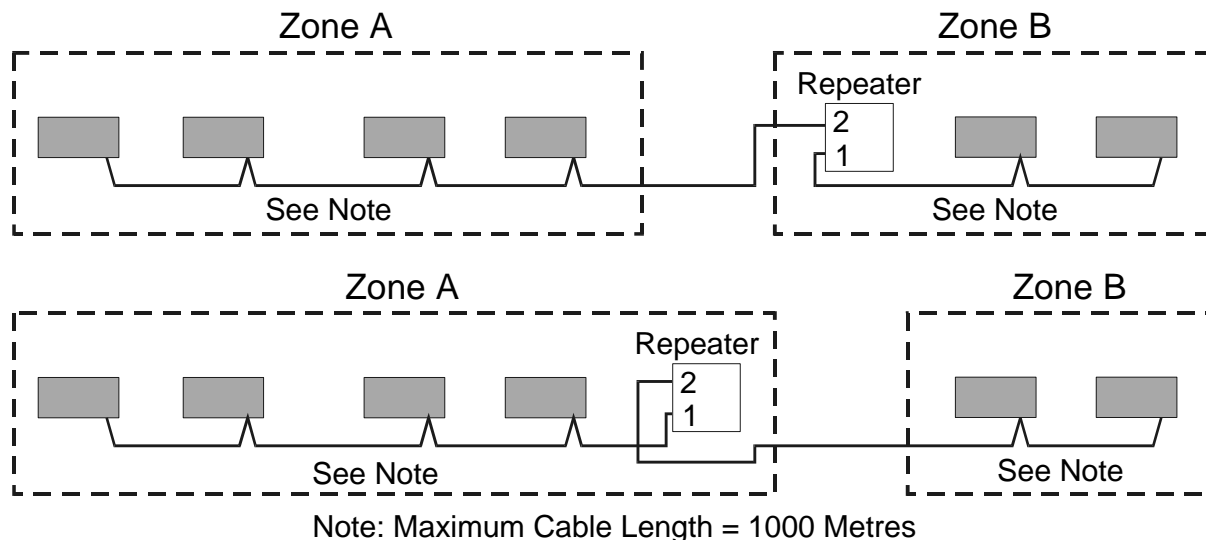 Zone A
Zone B
Repeater
2
1
See Note
See Note
Zone A
Zone B
Repeater
2
1
See Note
See Note
Note: Maximum Cable Length = 1000 Metres